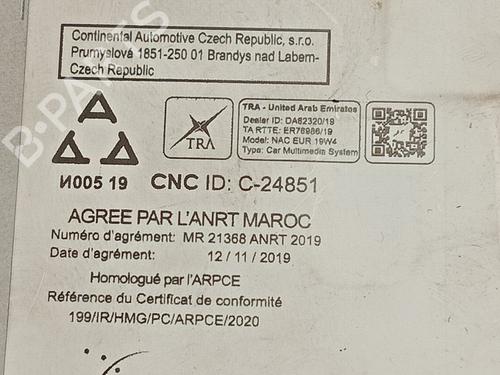 Continental Automotive Czech Republic, s.r.o.
Prumyslová 1851-250 01 Brandys nad Labem-
Czech Republic
TRA - United Arab Emirates
Dealer ID: DA82320/19
TA RTTE: ER76986/19
Model: NAC EUR 19W4
Type: Car Multimedia System
TRA
И005 19 CNC ID: C-24851
AGREE PAR L'ANRT MAROC
Numéro d'agrément: MR 21368 ANRT 2019
Date d'agrément: 12 / 11 / 2019
Homologué par l'ARPCE
Référence du Certificat de conformité
199/IR/HMG/PC/ARPCE/2020
B-PARTS